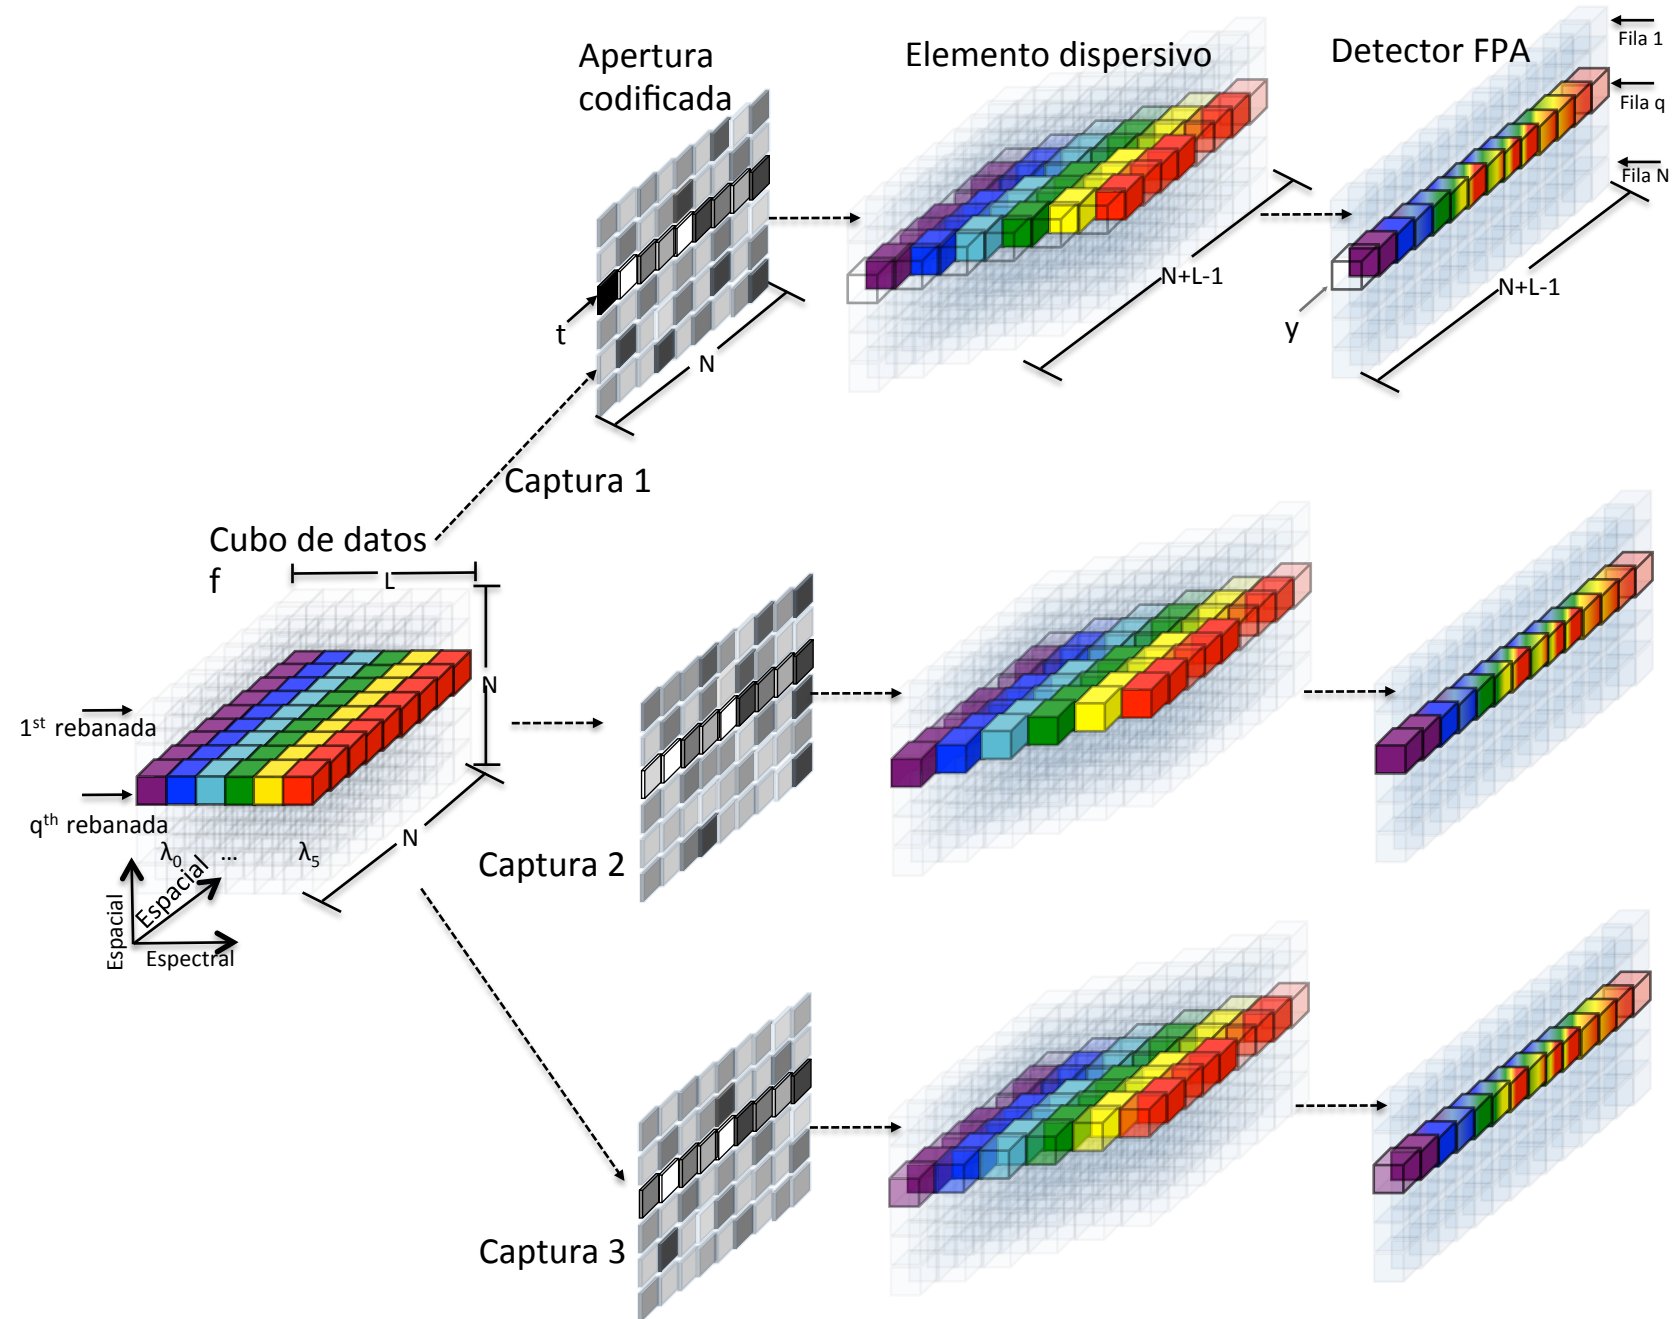 Apertura
codificada
Elemento dispersivo
Detector FPA
Fila 1
Fila q
Fila N
t
N
N+L-1
y
N+L-1
Captura 1
Cubo de datos
f
L
N
1st rebanada
qth rebanada
N
λ0 ... λ5
Espacial
Espacial
Espectral
Captura 2
Captura 3